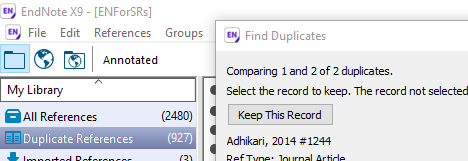 EndNote X9 - [ENForSRs]
File Edit References Groups
Find Duplicates
Annotated
Comparing 1 and 2 of 2 duplicates.
Select the record to keep. The record not selected
My Library
Keep This Record
All References (2480)
Duplicate References (927)
Adhikari, 2014 #1244
Ref Type: Journal Article
Imported References (370)